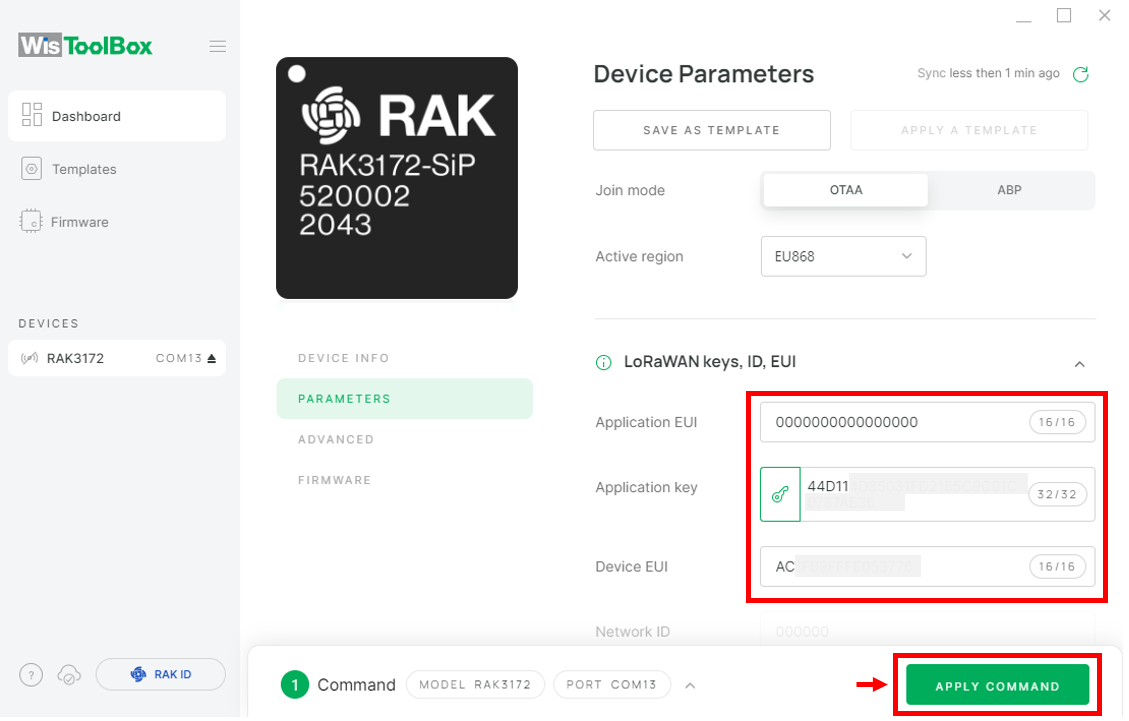 WisToolBox
Dashboard
Templates
Firmware
DEVICES
RAK3172 COM13
RAK ID
RAK
RAK3172-SiP
520002
2043
DEVICE INFO
PARAMETERS
ADVANCED
FIRMWARE
Device Parameters
Sync less then 1 min ago
SAVE AS TEMPLATE
APPLY A TEMPLATE
Join mode
OTAA
ABP
Active region
EU868
LoRaWAN keys, ID, EUI
Application EUI
0000000000000000
16/16
Application key
44D11
32/32
Device EUI
AC
16/16
Network ID
000000
1 Command
MODEL RAK3172
PORT COM13
APPLY COMMAND